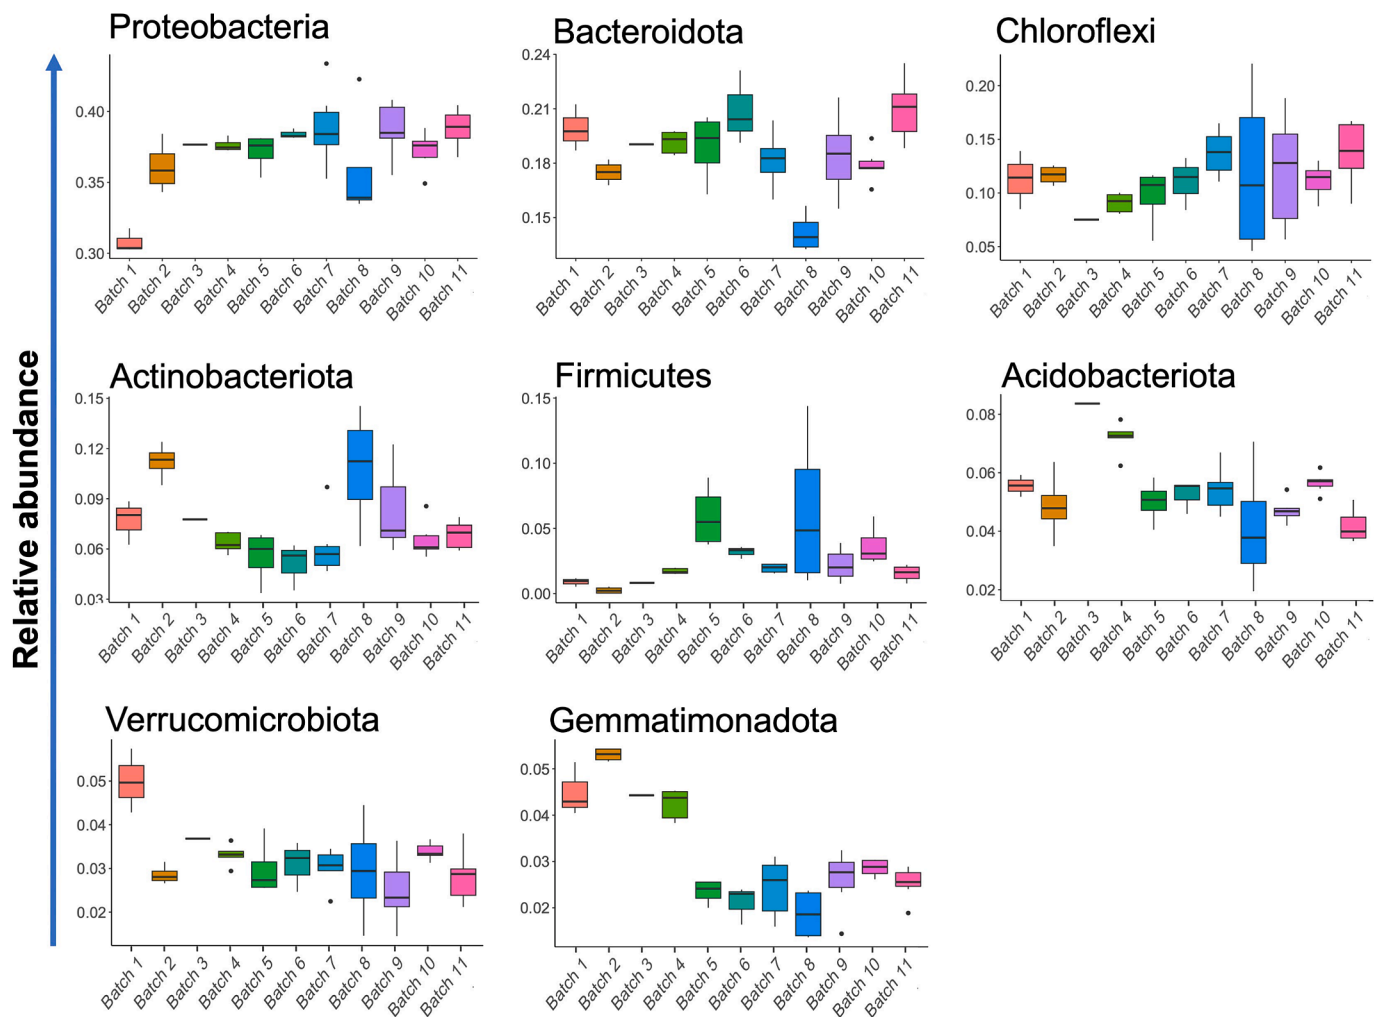 Proteobacteria
0.40
0.35
0.30
Batch 1
Batch 2
Batch 3
Batch 4
Batch 5
Batch 6
Batch 7
Batch 8
Batch 9
Batch 10
Batch 11
Bacteroidota
0.24
0.21
0.18
0.15
Batch 1
Batch 2
Batch 3
Batch 4
Batch 5
Batch 6
Batch 7
Batch 8
Batch 9
Batch 10
Batch 11
Chloroflexi
0.20
0.15
0.10
0.05
Batch 1
Batch 2
Batch 3
Batch 4
Batch 5
Batch 6
Batch 7
Batch 8
Batch 9
Batch 10
Batch 11
Relative abundance
Actinobacteriota
0.15
0.12
0.09
0.06
0.03
Batch 1
Batch 2
Batch 3
Batch 4
Batch 5
Batch 6
Batch 7
Batch 8
Batch 9
Batch 10
Batch 11
Firmicutes
0.15
0.10
0.05
0.00
Batch 1
Batch 2
Batch 3
Batch 4
Batch 5
Batch 6
Batch 7
Batch 8
Batch 9
Batch 10
Batch 11
Acidobacteriota
0.08
0.06
0.04
0.02
Batch 1
Batch 2
Batch 3
Batch 4
Batch 5
Batch 6
Batch 7
Batch 8
Batch 9
Batch 10
Batch 11
Verrucomicrobiota
0.05
0.04
0.03
0.02
Batch 1
Batch 2
Batch 3
Batch 4
Batch 5
Batch 6
Batch 7
Batch 8
Batch 9
Batch 10
Batch 11
Gemmatimonadota
0.05
0.04
0.03
0.02
Batch 1
Batch 2
Batch 3
Batch 4
Batch 5
Batch 6
Batch 7
Batch 8
Batch 9
Batch 10
Batch 11